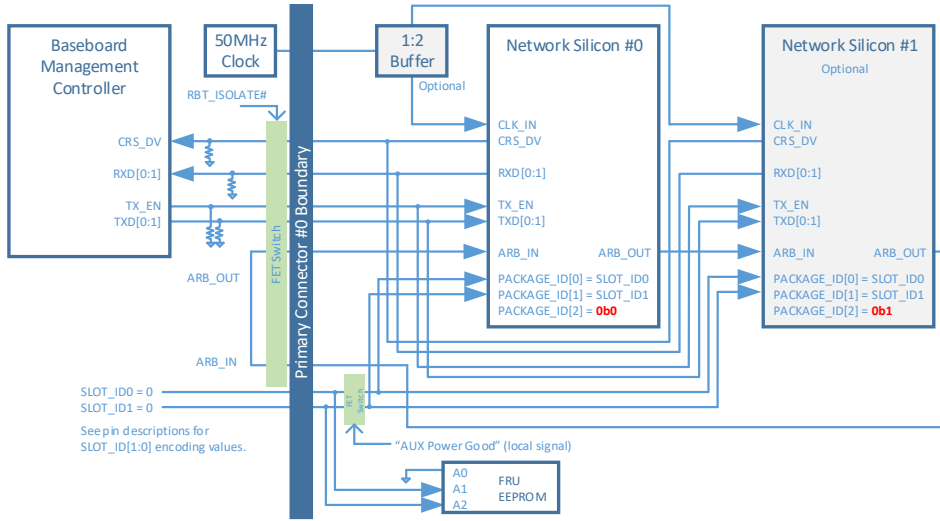 Baseboard
Management
Controller
CRS_DV
RXD[0:1]
TX_EN
TXD[0:1]
50MHz
Clock
RBT_ISOLATE#
FET Switch
Primary Connector #0 Boundary
1:2
Buffer
Optional
Network Silicon #0
CLK_IN
CRS_DV
RXD[0:1]
TX_EN
TXD[0:1]
ARB_IN
ARB_OUT
PACKAGE_ID[0] = SLOT_ID0
PACKAGE_ID[1] = SLOT_ID1
PACKAGE_ID[2] = 0b0
Network Silicon #1
Optional
CLK_IN
CRS_DV
RXD[0:1]
TX_EN
TXD[0:1]
ARB_IN
ARB_OUT
PACKAGE_ID[0] = SLOT_ID0
PACKAGE_ID[1] = SLOT_ID1
PACKAGE_ID[2] = 0b1
ARB_OUT
ARB_IN
SLOT_ID0 = 0
SLOT_ID1 = 0
See pin descriptions for
SLOT_ID[1:0] encoding values.
FET
Switch
“AUX Power Good” (local signal)
A0
A1
A2
FRU
EEPROM